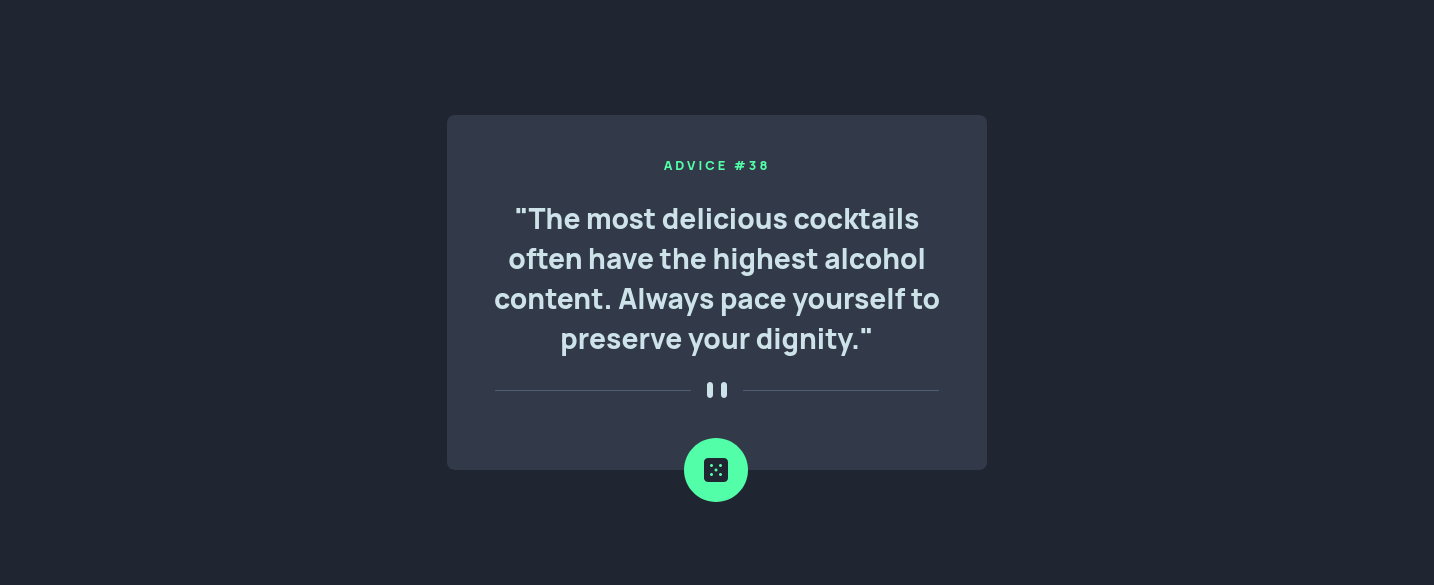 ADVICE #38
"The most delicious cocktails
often have the highest alcohol
content. Always pace yourself to
preserve your dignity."